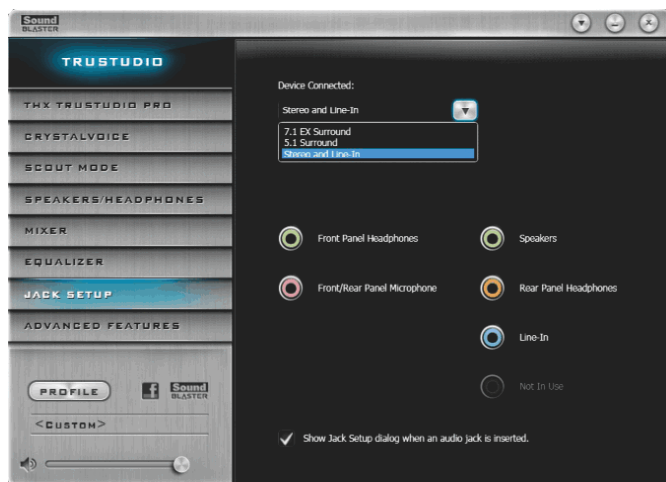 Sound
BLASTER
TRUSTUDIO
THX TRUSTUDIO PRO
CRYSTALVOICE
SCOUT MODE
SPEAKERS/HEADPHONES
MIXER
EQUALIZER
JACK SETUP
ADVANCED FEATURES
PROFILE
f
Sound
BLASTER
<CUSTOM>
Device Connected:
Stereo and Line-In
7.1 EX Surround
5.1 Surround
Stereo and Line-In
Front Panel Headphones
Speakers
Front/Rear Panel Microphone
Rear Panel Headphones
Line-In
Not In Use
Show Jack Setup dialog when an audio jack is inserted.